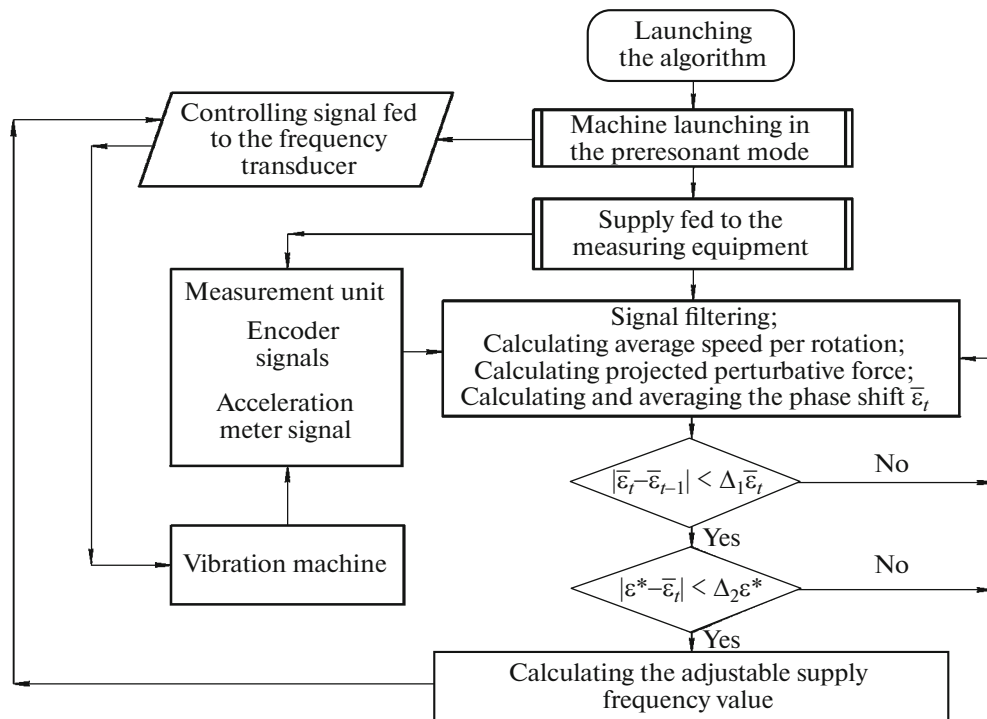 Launching
the algorithm
Controlling signal fed
to the frequency
transducer
Machine launching in
the preresonant mode
Supply fed to the
measuring equipment
Measurement unit
Encoder
signals
Acceleration
meter signal
Signal filtering;
Calculating average speed per rotation;
Calculating projected perturbative force;
Calculating and averaging the phase shift ε̅ₜ
|ε̅ₜ–ε̅ₜ₋₁| < Δ₁ε̅ₜ
No
Yes
Vibration machine
|ε*–ε̅ₜ| < Δ₂ε*
No
Yes
Calculating the adjustable supply
frequency value